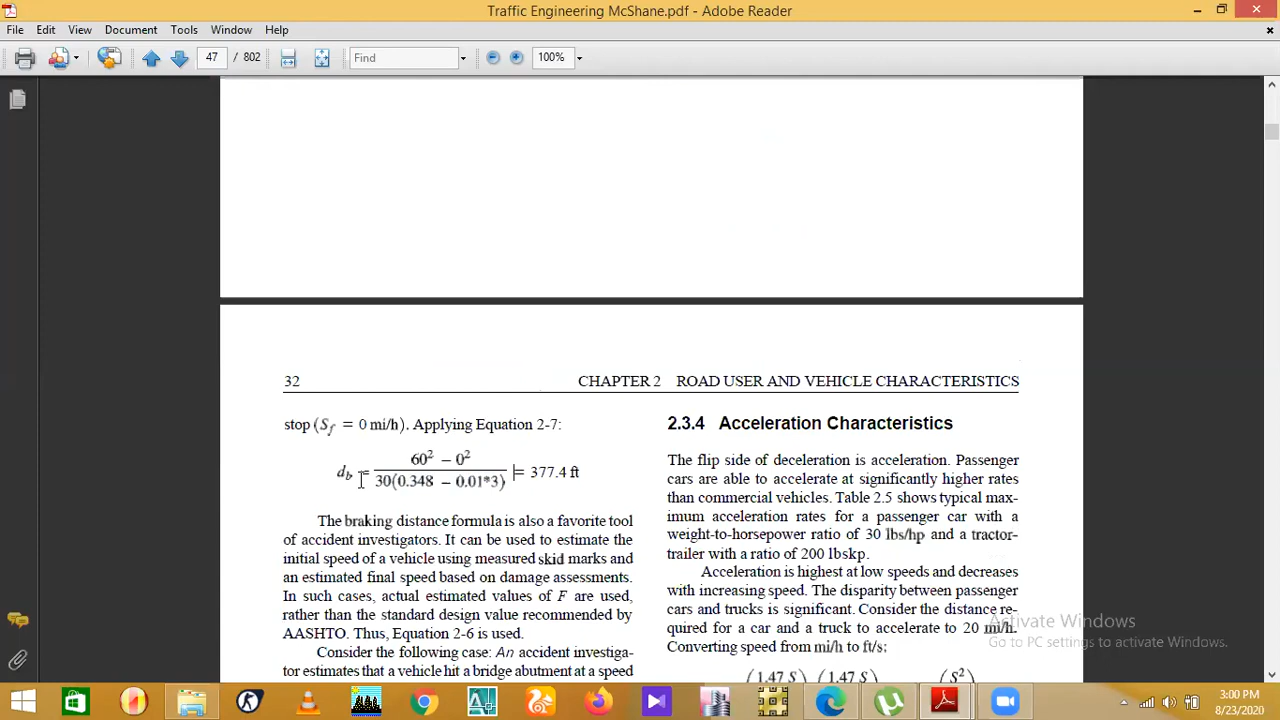 Traffic Engineering McShane.pdf - Adobe Reader
File Edit View Document Tools Window Help
47 / 802 Find 100%
32 CHAPTER 2 ROAD USER AND VEHICLE CHARACTERISTICS
stop (S_f = 0 mi/h). Applying Equation 2-7:
d_b = (60² − 0²) / (30(0.348 − 0.01*3)) = 377.4 ft
The braking distance formula is also a favorite tool
of accident investigators. It can be used to estimate the
initial speed of a vehicle using measured skid marks and
an estimated final speed based on damage assessments.
In such cases, actual estimated values of F are used,
rather than the standard design value recommended by
AASHTO. Thus, Equation 2-6 is used.
Consider the following case: An accident investiga-
tor estimates that a vehicle hit a bridge abutment at a speed
2.3.4 Acceleration Characteristics
The flip side of deceleration is acceleration. Passenger
cars are able to accelerate at significantly higher rates
than commercial vehicles. Table 2.5 shows typical max-
imum acceleration rates for a passenger car with a
weight-to-horsepower ratio of 30 lbs/hp and a tractor-
trailer with a ratio of 200 lbskp.
Acceleration is highest at low speeds and decreases
with increasing speed. The disparity between passenger
cars and trucks is significant. Consider the distance re-
quired for a car and a truck to accelerate to 20 mi/h.
Converting speed from mi/h to ft/s:
(1.47 S) (1.47 S) (S²)
Activate Windows
Go to PC settings to activate Windows.
3:00 PM
8/23/2020